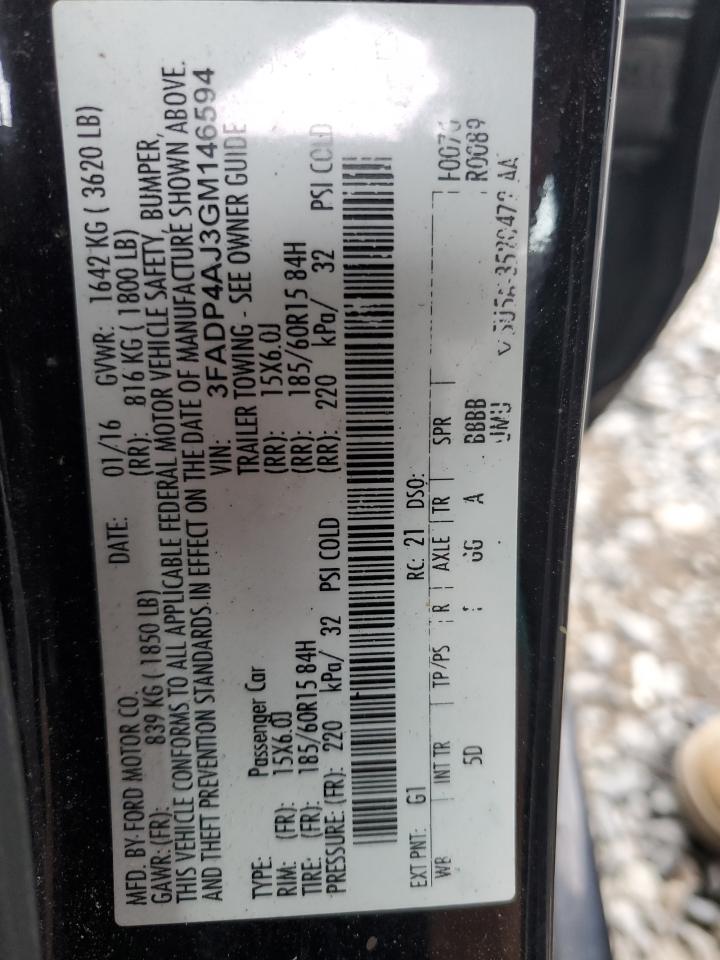 MFD. BY: FORD MOTOR CO. DATE: 01/16 GVWR: 1642 KG ( 3620 LB)
GAWR: (FR): 839 KG ( 1850 LB) (RR): 816 KG ( 1800 LB)
THIS VEHICLE CONFORMS TO ALL APPLICABLE FEDERAL MOTOR VEHICLE SAFETY, BUMPER,
AND THEFT PREVENTION STANDARDS IN EFFECT ON THE DATE OF MANUFACTURE SHOWN ABOVE.
VIN: 3FADP4AJ3GM146594
TYPE: Passenger Car TRAILER TOWING - SEE OWNER GUIDE
RIM: (FR): 15X6.0J (RR): 15X6.0J
TIRE: (FR): 185/60R15 84H (RR): 185/60R15 84H
PRESSURE: (FR): 220 kPa/ 32 PSI COLD (RR): 220 kPa/ 32 PSI COLD
EXT PNT: G1 RC: 21 DSO: F0070
WB INT TR TP/PS R AXLE TR SPR R0089
5D GG A BBBB
UMU